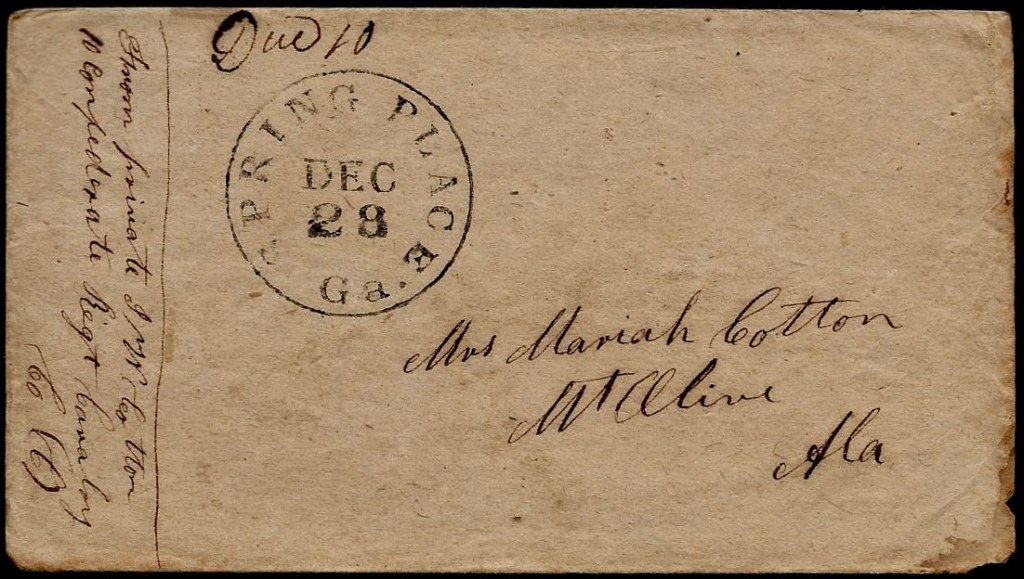 Due 10
SPRING PLACE.
DEC
28
Ga.
Mrs Mariah Cotton
Mt Olive
Ala
From private Cotton
10 Confederate Regt Cavalry
Co